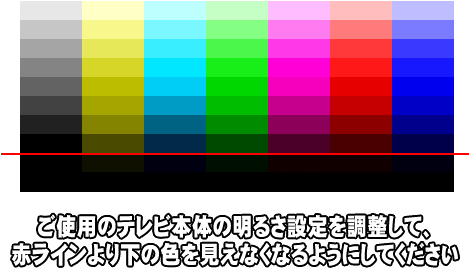 ご使用のテレビ本体の明るさ設定を調整して、
赤ラインより下の色を見えなくなるようにしてください